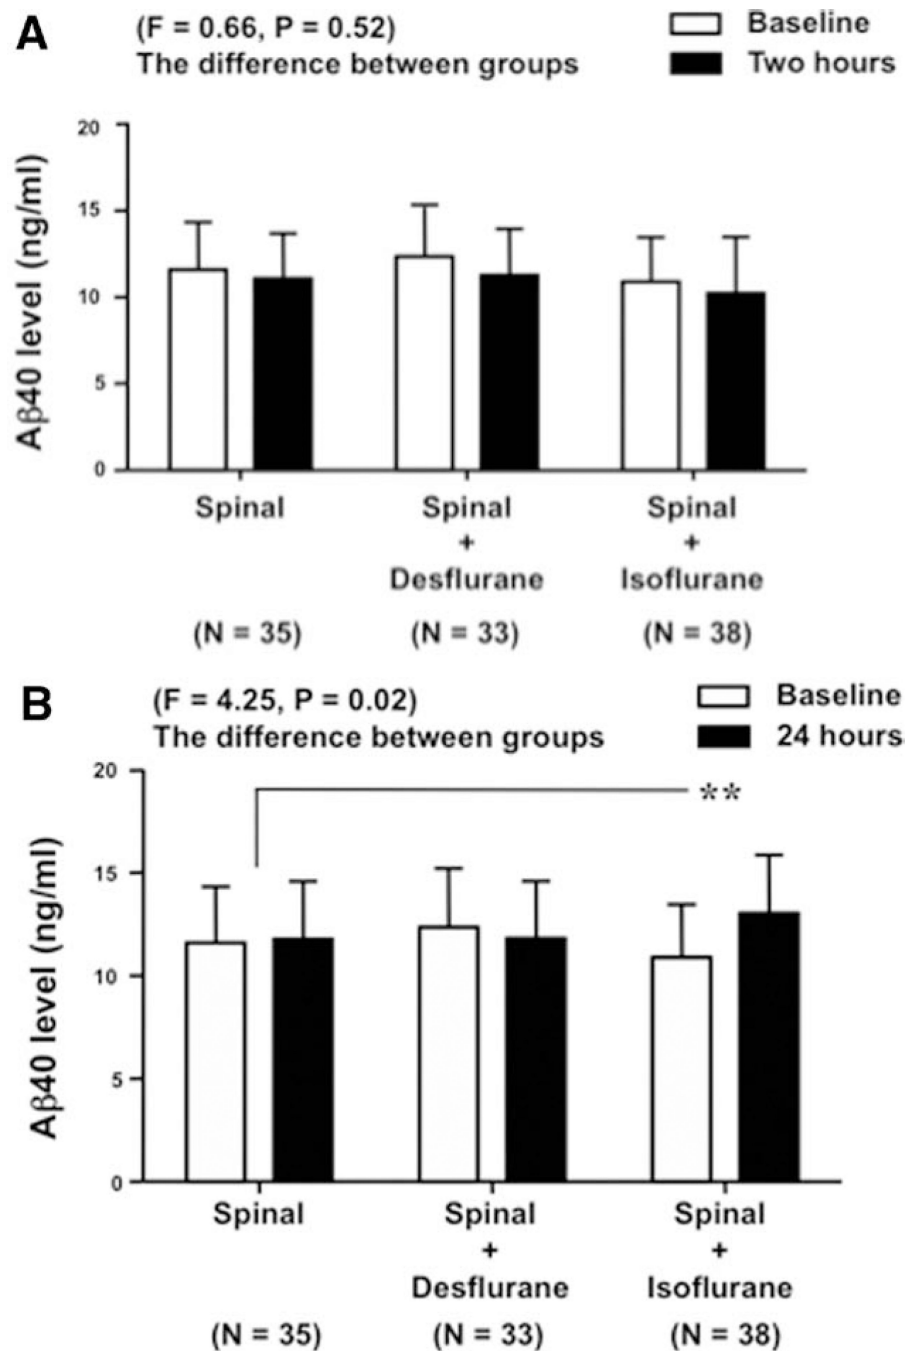 A
(F = 0.66, P = 0.52)
The difference between groups
Baseline
Two hours
Aβ40 level (ng/ml)
20
15
10
5
0
Spinal
Spinal
+
Desflurane
Spinal
+
Isoflurane
(N = 35)
(N = 33)
(N = 38)
B
(F = 4.25, P = 0.02)
The difference between groups
Baseline
24 hours
Aβ40 level (ng/ml)
20
15
10
5
0
**
Spinal
Spinal
+
Desflurane
Spinal
+
Isoflurane
(N = 35)
(N = 33)
(N = 38)